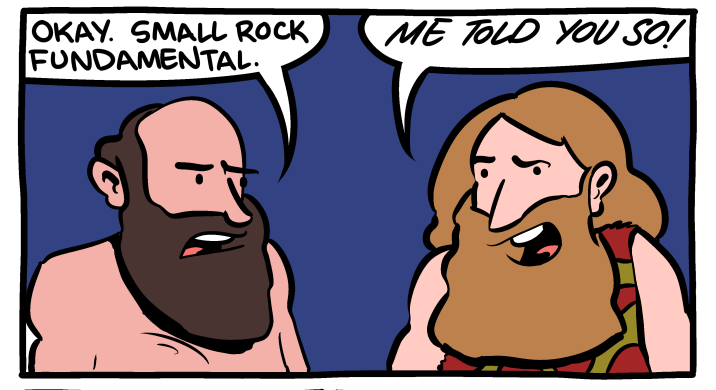 OKAY. SMALL ROCK
FUNDAMENTAL.
ME TOLD YOU SO!